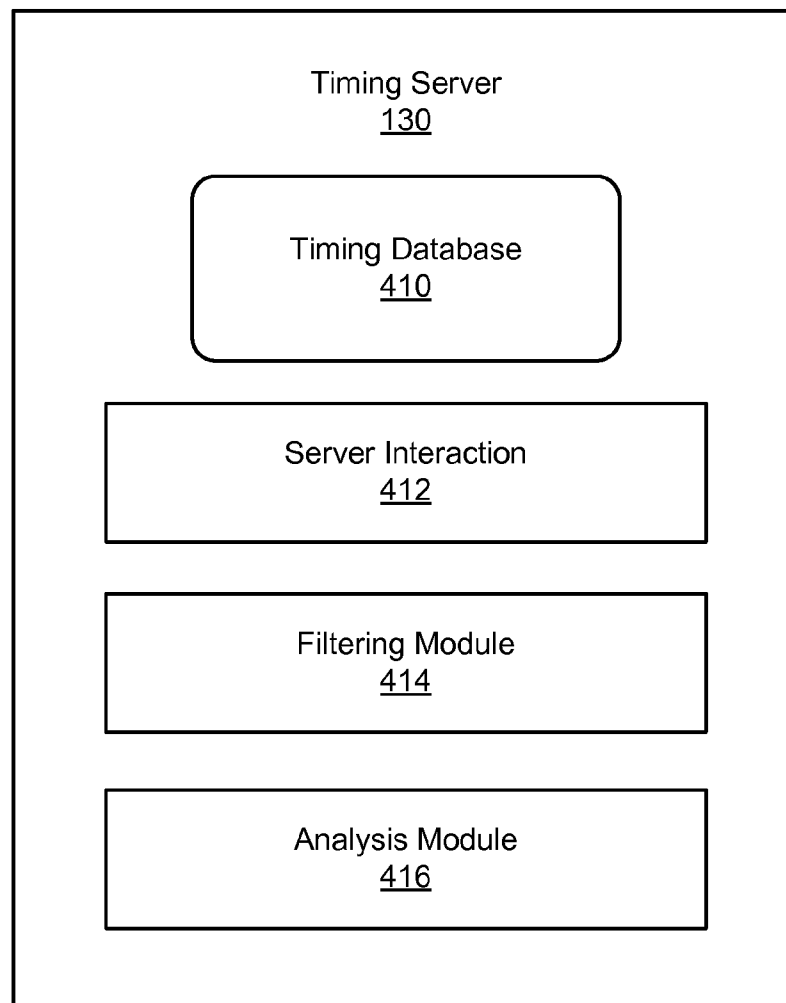 Timing Server
130
Timing Database
410
Server Interaction
412
Filtering Module
414
Analysis Module
416